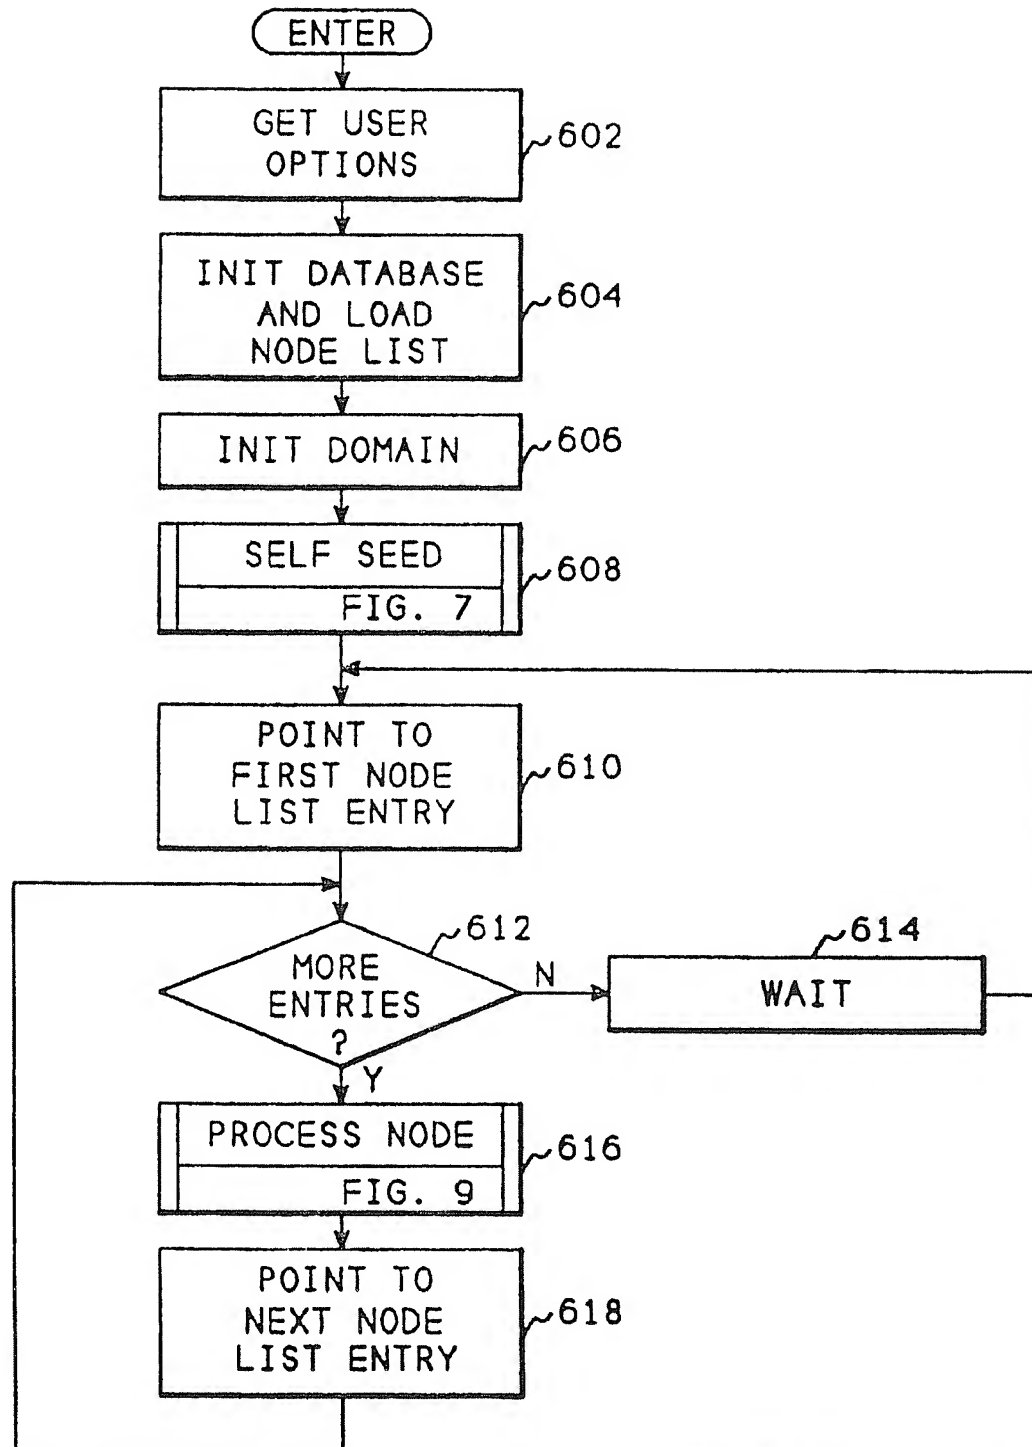 ENTER
GET USER
OPTIONS
602
INIT DATABASE
AND LOAD
NODE LIST
604
INIT DOMAIN
606
SELF SEED
FIG. 7
608
POINT TO
FIRST NODE
LIST ENTRY
610
612
MORE
ENTRIES
?
N
614
WAIT
Y
PROCESS NODE
FIG. 9
616
POINT TO
NEXT NODE
LIST ENTRY
618